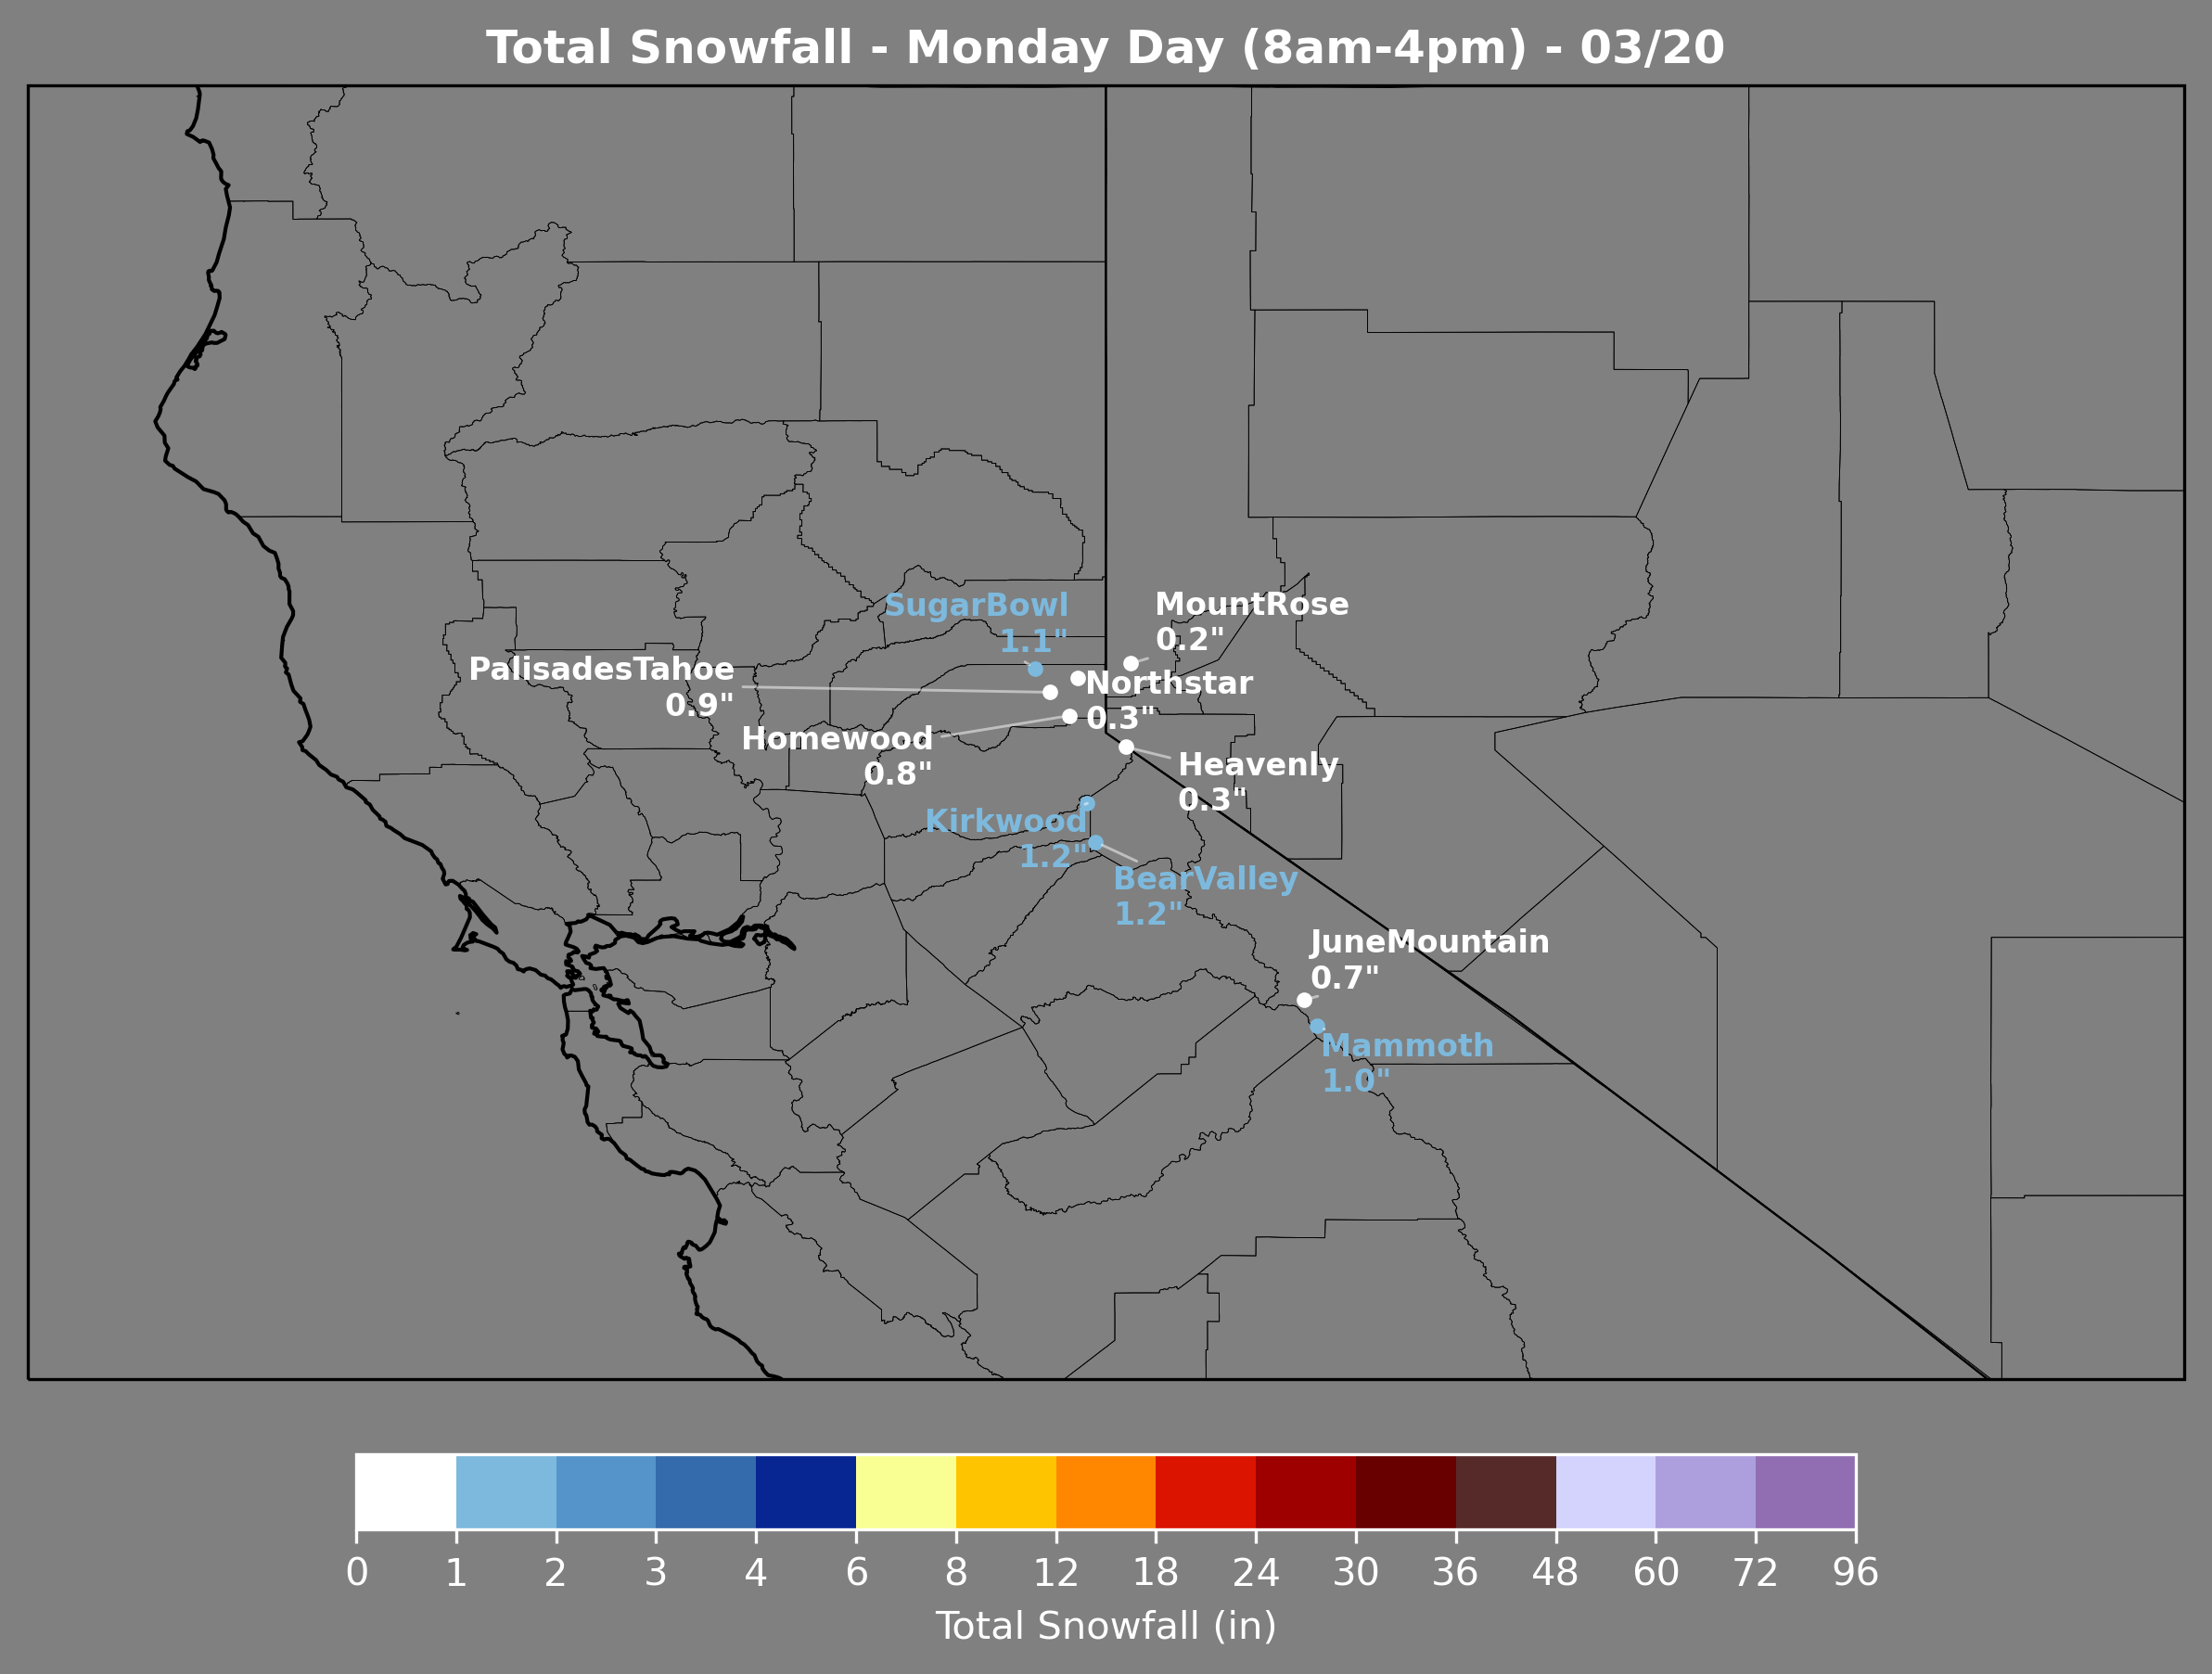 Total Snowfall - Monday Day (8am-4pm) - 03/20
SugarBowl
1.1"
MountRose
0.2"
PalisadesTahoe
0.9"
Northstar
0.3"
Homewood
0.8"
Heavenly
0.3"
Kirkwood
1.2"
BearValley
1.2"
JuneMountain
0.7"
Mammoth
1.0"
0 1 2 3 4 6 8 12 18 24 30 36 48 60 72 96
Total Snowfall (in)